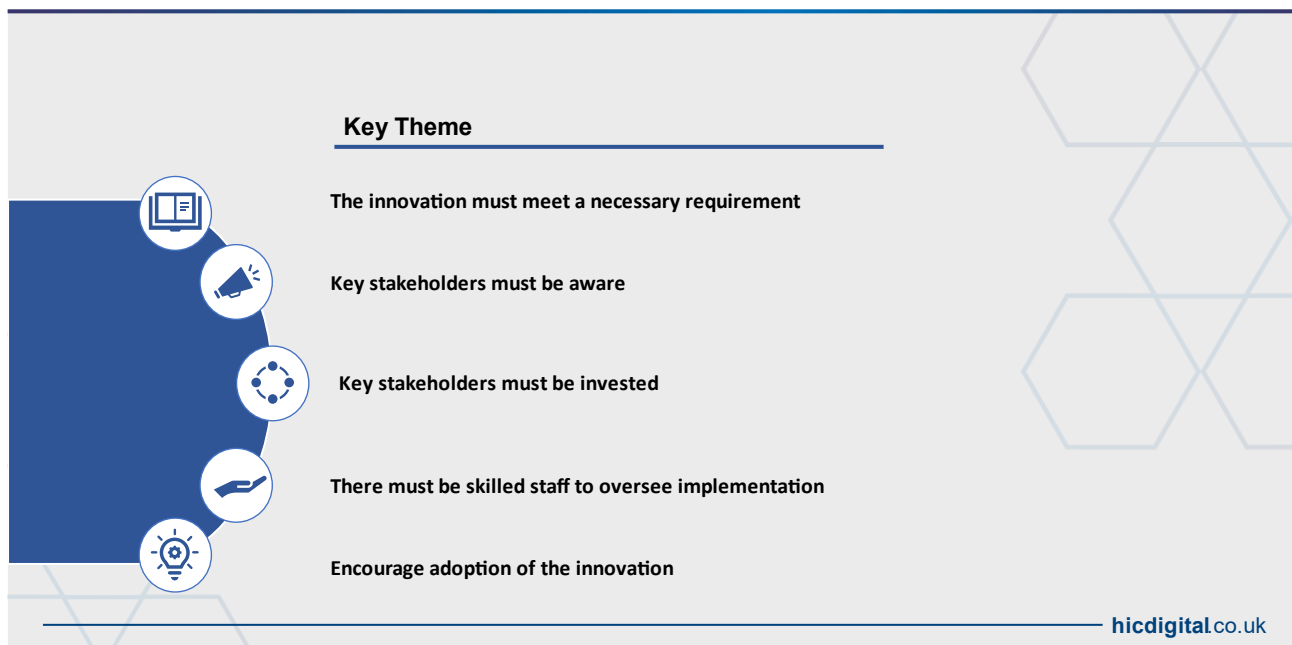 Key Theme
The innovation must meet a necessary requirement
Key stakeholders must be aware
Key stakeholders must be invested
There must be skilled staff to oversee implementation
Encourage adoption of the innovation
hicdigital.co.uk